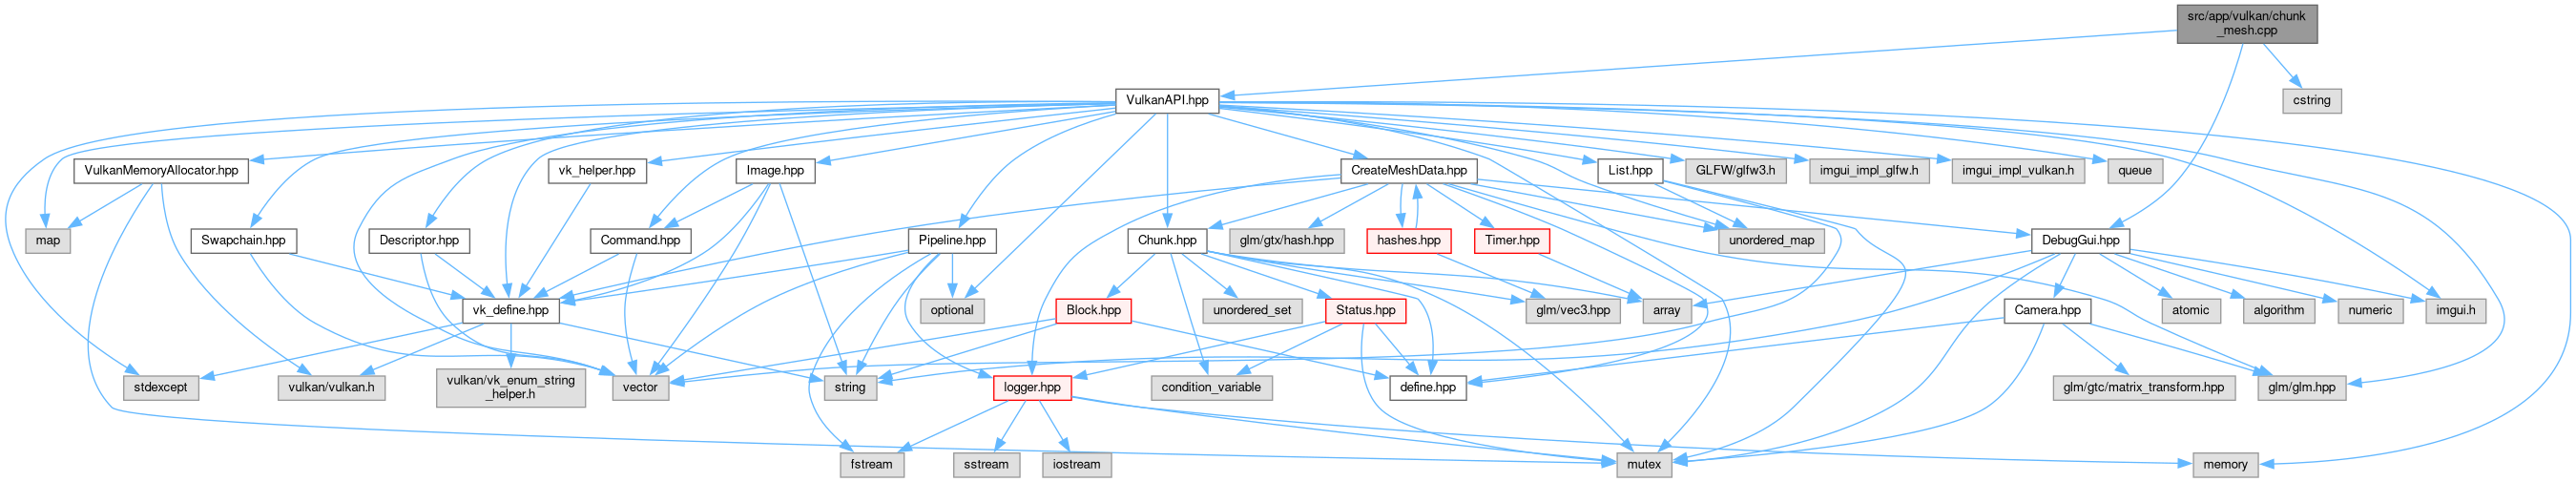 src/app/vulkan/chunk
_mesh.cpp
VulkanAPI.hpp
cstring
VulkanMemoryAllocator.hpp
vk_helper.hpp
Image.hpp
CreateMeshData.hpp
List.hpp
GLFW/glfw3.h
imgui_impl_glfw.h
imgui_impl_vulkan.h
queue
map
Swapchain.hpp
Descriptor.hpp
Command.hpp
Pipeline.hpp
Chunk.hpp
glm/gtx/hash.hpp
hashes.hpp
Timer.hpp
unordered_map
DebugGui.hpp
vk_define.hpp
optional
Block.hpp
unordered_set
Status.hpp
glm/vec3.hpp
array
Camera.hpp
atomic
algorithm
numeric
imgui.h
stdexcept
vulkan/vulkan.h
vulkan/vk_enum_string
_helper.h
vector
string
logger.hpp
condition_variable
define.hpp
glm/gtc/matrix_transform.hpp
glm/glm.hpp
fstream
sstream
iostream
mutex
memory